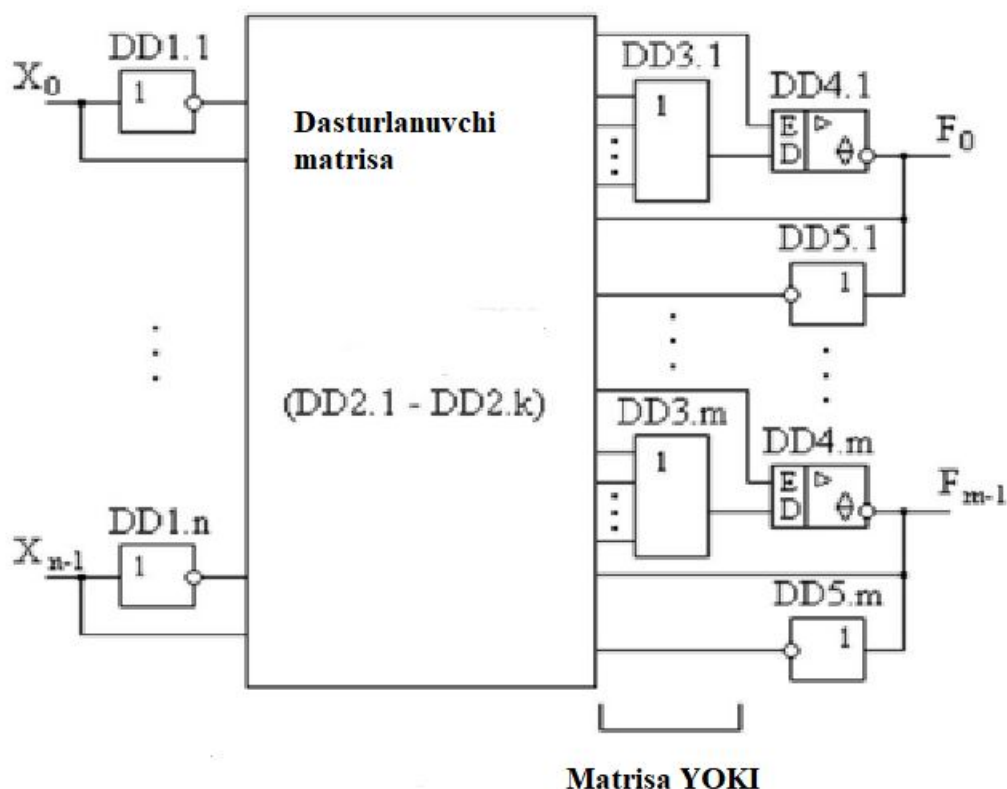 DD1.1
X0
1
Dasturlanuvchi
matrisa
DD3.1
1
DD4.1
E
D
F0
DD5.1
1
(DD2.1 - DD2.k)
DD3.m
1
DD4.m
E
D
Fm-1
DD1.n
Xn-1
1
DD5.m
1
Matrisa YOKI